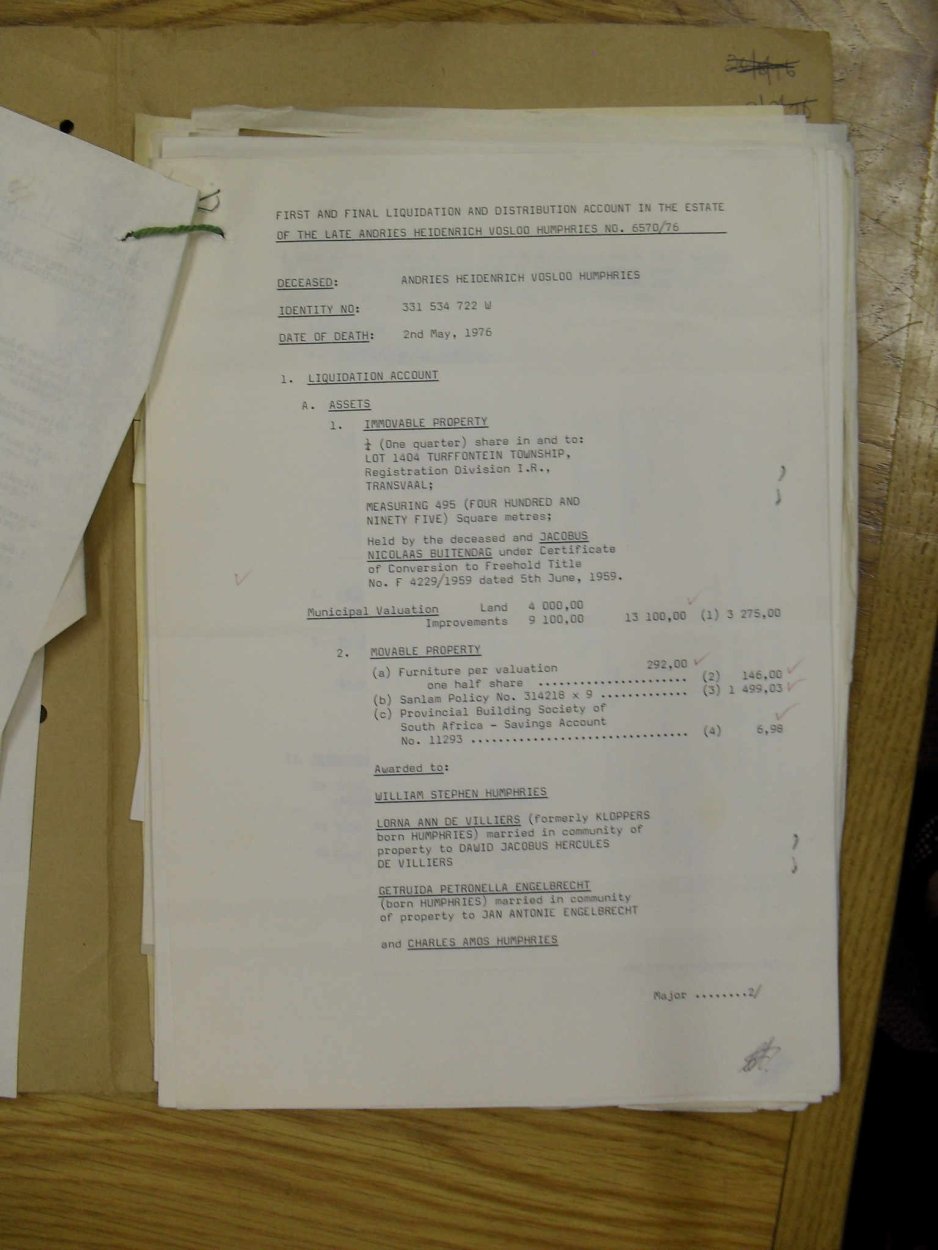 20/6/76
FIRST AND FINAL LIQUIDATION AND DISTRIBUTION ACCOUNT IN THE ESTATE
OF THE LATE ANDRIES HEIDENRICH VOSLOO HUMPHRIES NO. 6570/76
DECEASED: ANDRIES HEIDENRICH VOSLOO HUMPHRIES
IDENTITY NO: 331 534 722 W
DATE OF DEATH: 2nd May, 1976
1. LIQUIDATION ACCOUNT
A. ASSETS
1. IMMOVABLE PROPERTY
¼ (One quarter) share in and to:
LOT 1404 TURFFONTEIN TOWNSHIP,
Registration Division I.R.,
TRANSVAAL;
MEASURING 495 (FOUR HUNDRED AND
NINETY FIVE) Square metres;
Held by the deceased and JACOBUS
NICOLAAS BUITENDAG under Certificate
of Conversion to Freehold Title
No. F 4229/1959 dated 5th June, 1959.
Municipal Valuation Land 4 000,00
Improvements 9 100,00 13 100,00 (1) 3 275,00
2. MOVABLE PROPERTY
(a) Furniture per valuation 292,00
one half share ...................... (2) 146,00
(b) Sanlam Policy No. 314218 x 9 ............. (3) 1 499,03
(c) Provincial Building Society of
South Africa - Savings Account
No. 11293 ................................ (4) 6,98
Awarded to:
WILLIAM STEPHEN HUMPHRIES
LORNA ANN DE VILLIERS (formerly KLOPPERS
born HUMPHRIES) married in community of
property to DAWID JACOBUS HERCULES
DE VILLIERS
GETRUIDA PETRONELLA ENGELBRECHT
(born HUMPHRIES) married in community
of property to JAN ANTONIE ENGELBRECHT
and CHARLES AMOS HUMPHRIES
Major ........2/